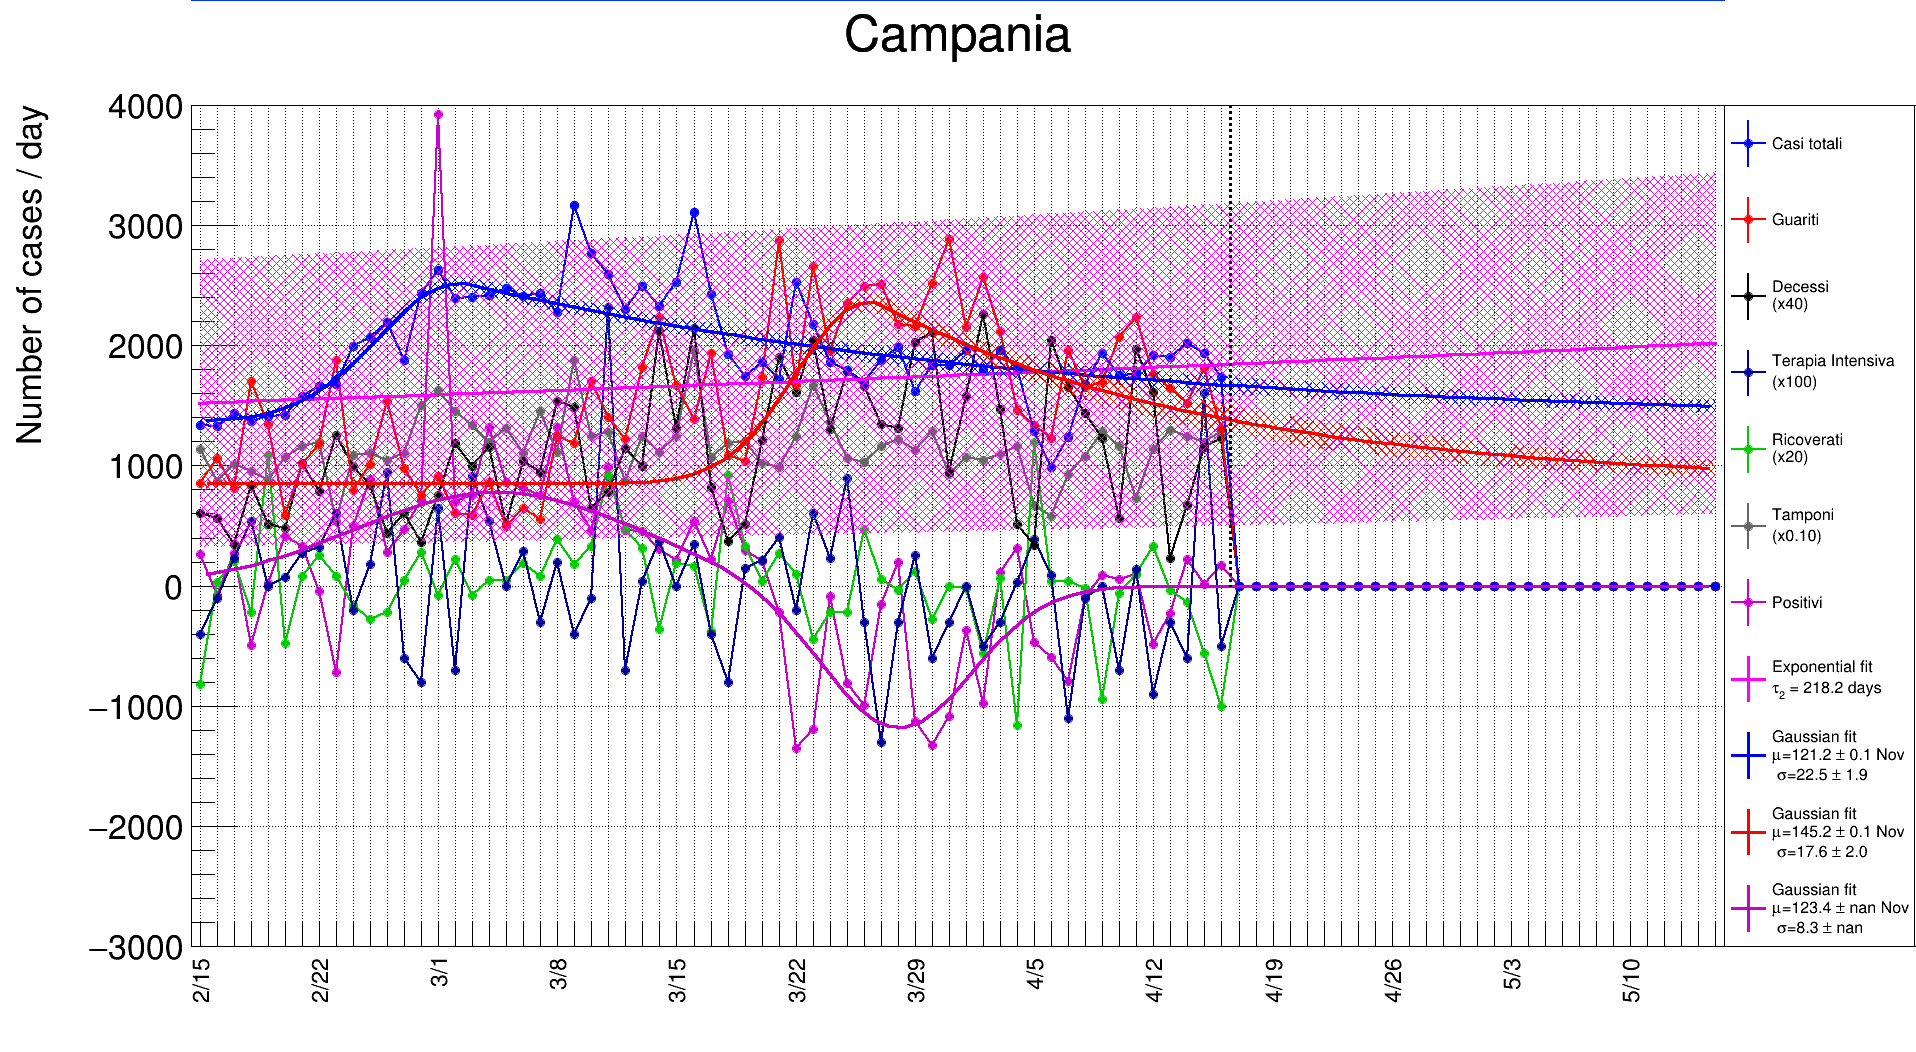 Campania
Number of cases / day
4000
3000
2000
1000
0
−1000
−2000
−3000
2/15
2/22
3/1
3/8
3/15
3/22
3/29
4/5
4/12
4/19
4/26
5/3
5/10
Casi totali
Guariti
Decessi
(x40)
Terapia Intensiva
(x100)
Ricoverati
(x20)
Tamponi
(x0.10)
Positivi
Exponential fit
τ2 = 218.2 days
Gaussian fit
μ=121.2 ± 0.1 Nov
σ=22.5 ± 1.9
Gaussian fit
μ=145.2 ± 0.1 Nov
σ=17.6 ± 2.0
Gaussian fit
μ=123.4 ± nan Nov
σ=8.3 ± nan